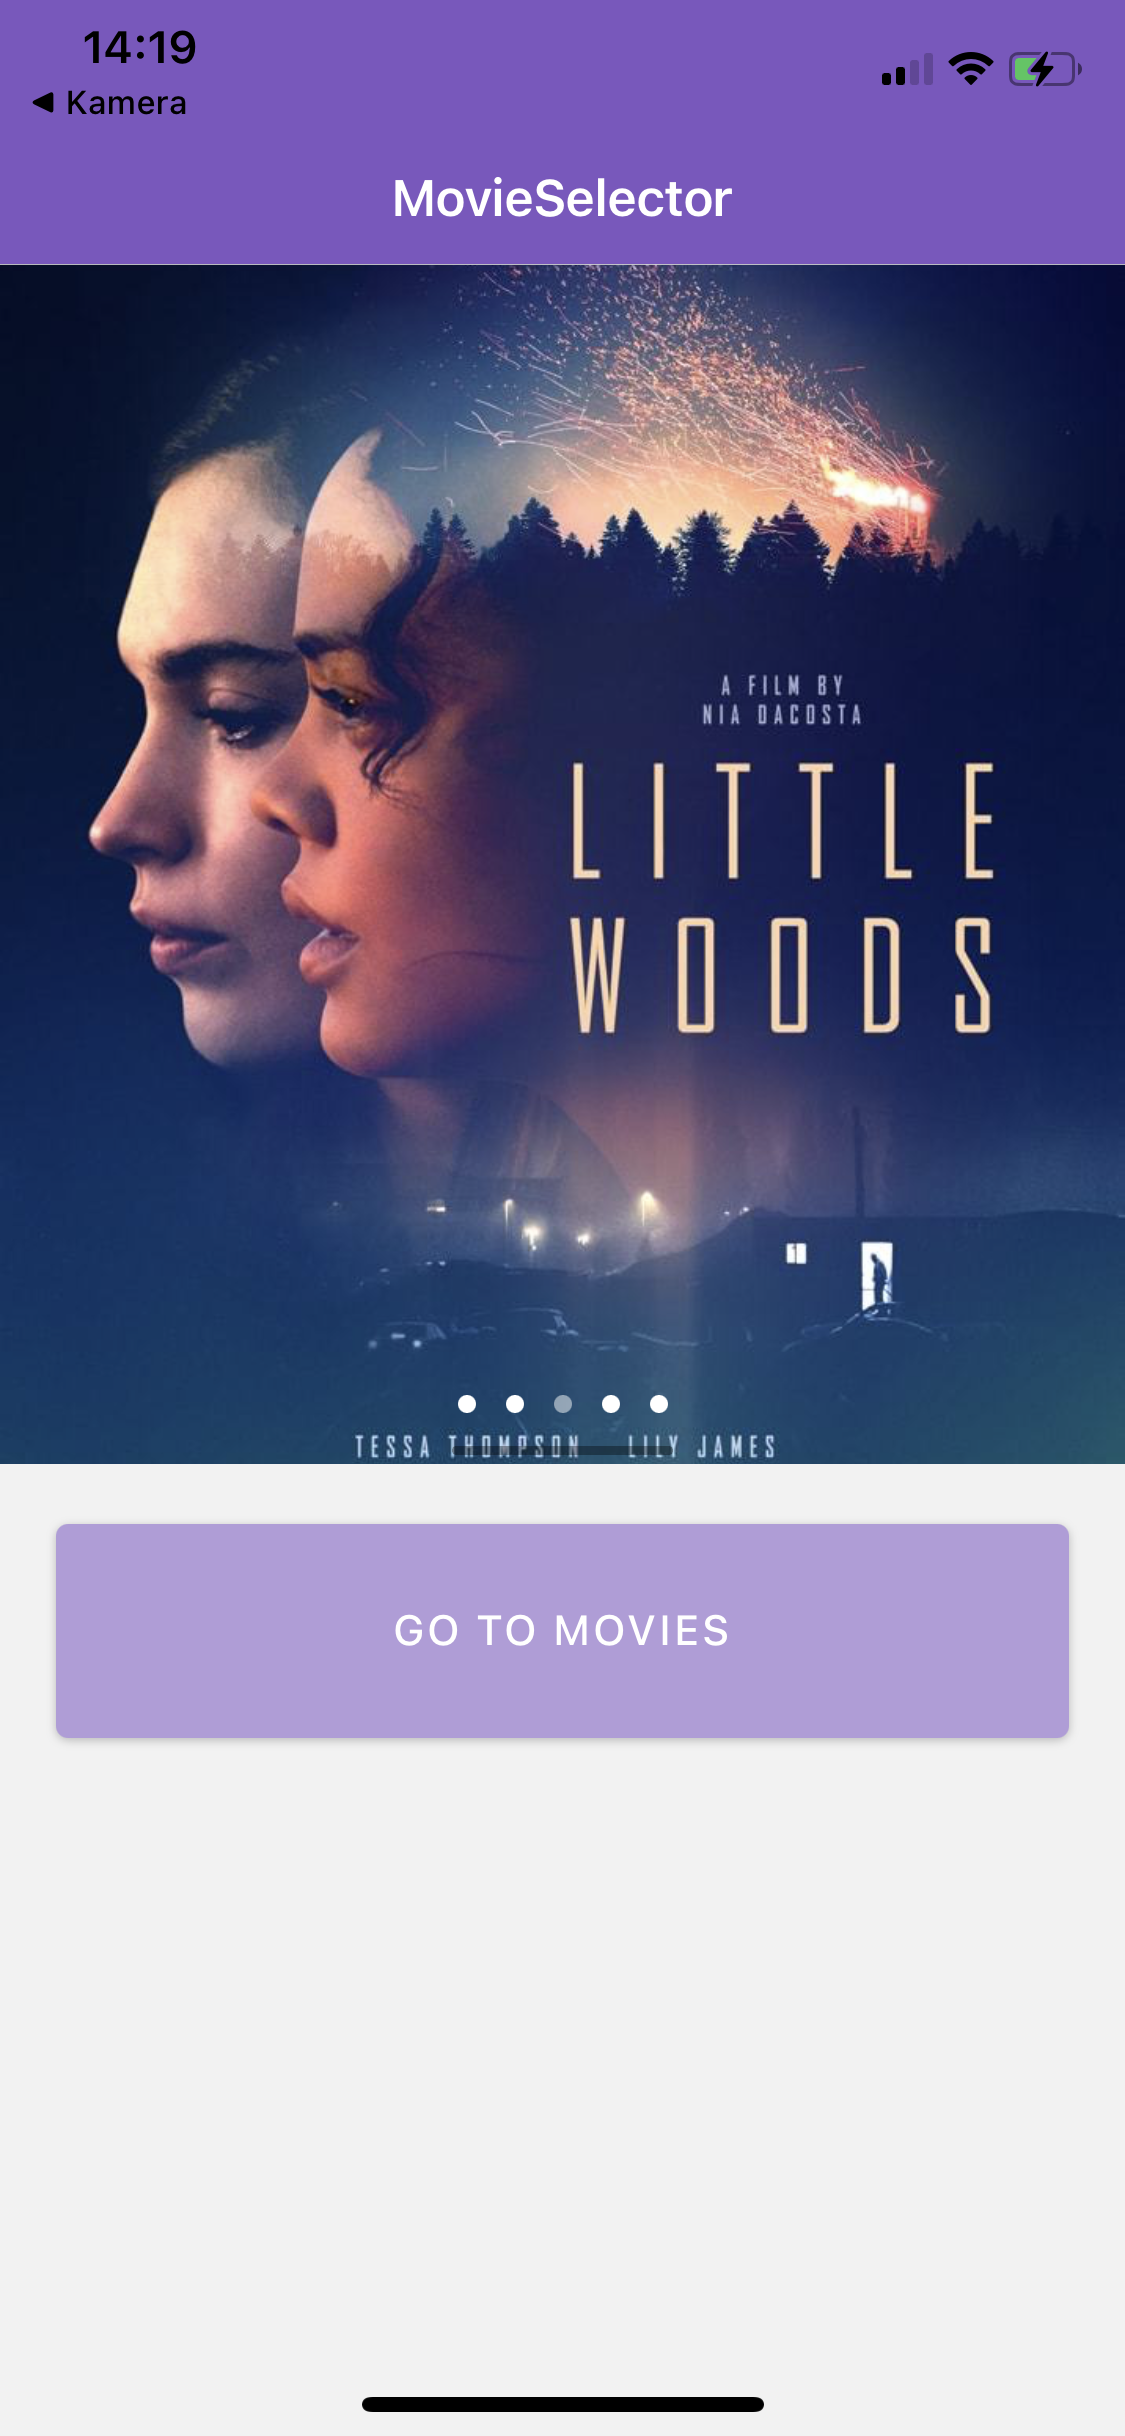 14:19
◀ Kamera
MovieSelector
A FILM BY
NIA DACOSTA
LITTLE
WOODS
TESSA THOMPSON LILY JAMES
GO TO MOVIES